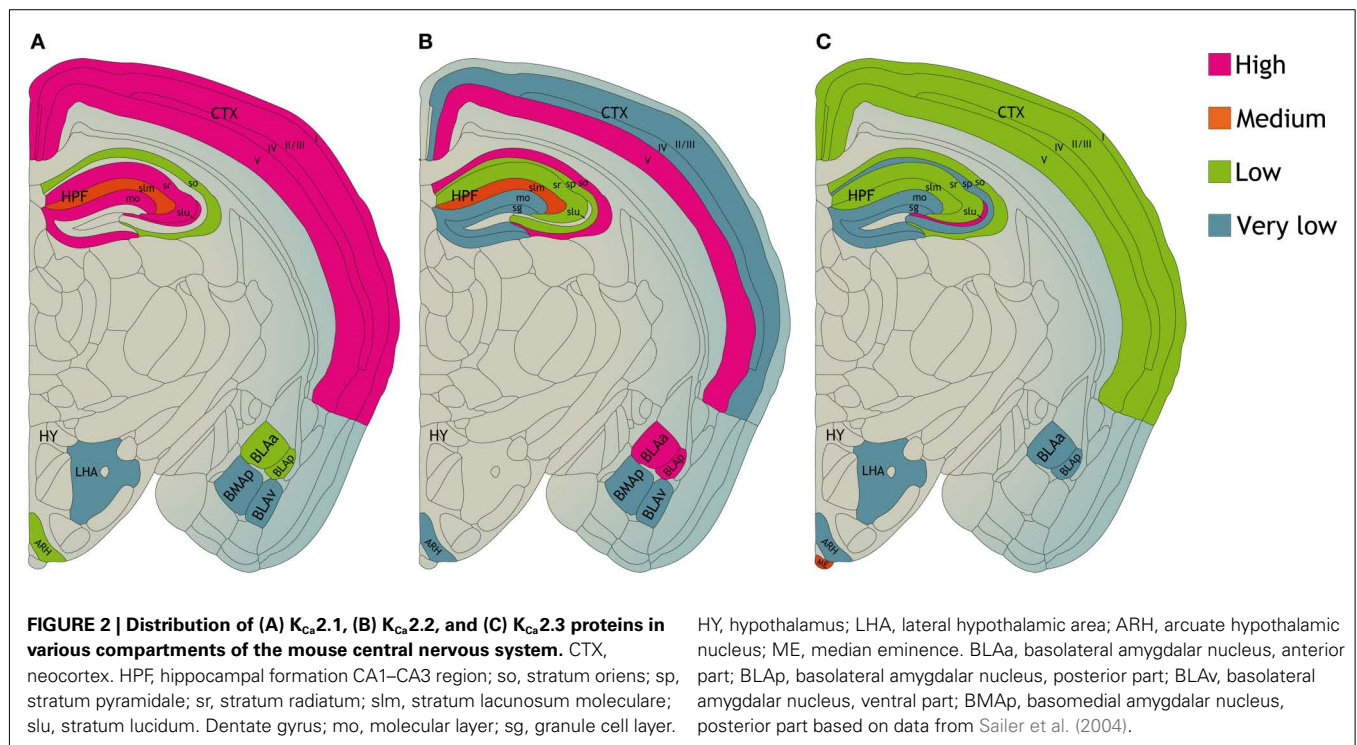 A
B
C
High
Medium
Low
Very low
CTX
I
II/III
IV
V
so
sr
slm
HPF
mo
slu
HY
LHA
ARH
BLAa
BLAp
BMAp
BLAv
CTX
II/III
IV
V
so
sp
sr
slm
HPF
mo
sg
slu
HY
ARH
BLAa
BLAp
BMAp
BLAv
CTX
I
II/III
IV
V
so
sp
sr
slm
HPF
mo
sg
slu
HY
LHA
ARH
ME
BLAa
BLAp
FIGURE 2 | Distribution of (A) KCa2.1, (B) KCa2.2, and (C) KCa2.3 proteins in
various compartments of the mouse central nervous system. CTX,
neocortex. HPF, hippocampal formation CA1–CA3 region; so, stratum oriens; sp,
stratum pyramidale; sr, stratum radiatum; slm, stratum lacunosum moleculare;
slu, stratum lucidum. Dentate gyrus; mo, molecular layer; sg, granule cell layer.
HY, hypothalamus; LHA, lateral hypothalamic area; ARH, arcuate hypothalamic
nucleus; ME, median eminence. BLAa, basolateral amygdalar nucleus, anterior
part; BLAp, basolateral amygdalar nucleus, posterior part; BLAv, basolateral
amygdalar nucleus, ventral part; BMAp, basomedial amygdalar nucleus,
posterior part based on data from Sailer et al. (2004).